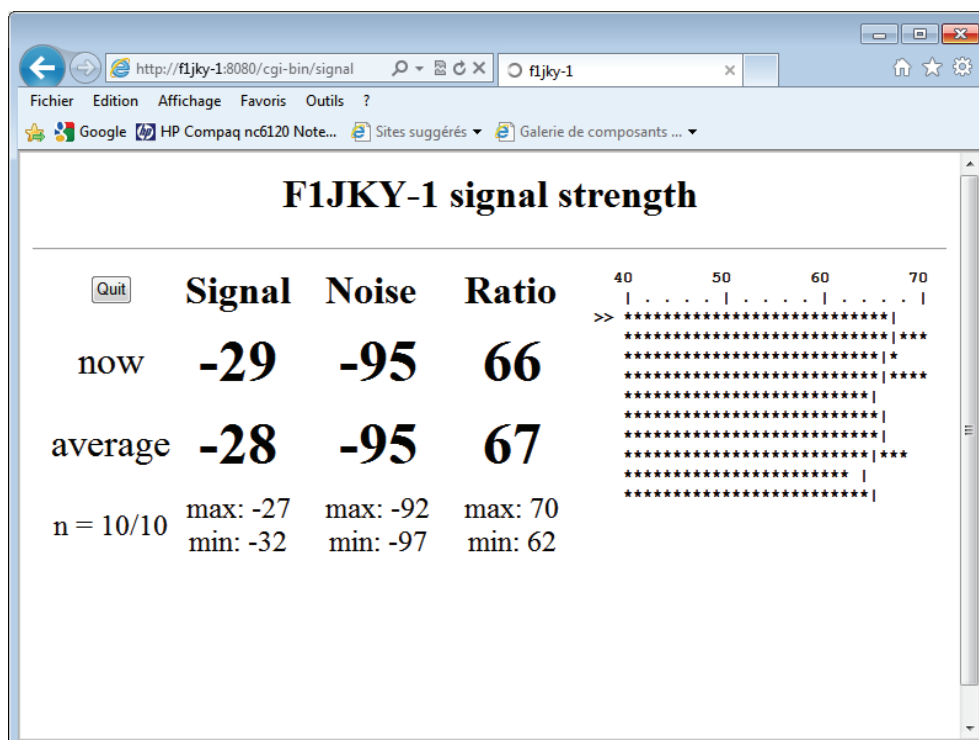 http://f1jky-1:8080/cgi-bin/signal
f1jky-1
Fichier Edition Affichage Favoris Outils ?
Google HP Compaq nc6120 Note... Sites suggérés Galerie de composants ...
F1JKY-1 signal strength
Quit Signal Noise Ratio
now -29 -95 66
average -28 -95 67
n = 10/10 max: -27 max: -92 max: 70
min: -32 min: -97 min: 62
40 50 60 70
| . . . . | . . . . | . . . . |
>> ***************************|
***************************|***
**************************|*
**************************|****
*************************|
**************************|
**************************|
*************************|***
*********************** |
*************************|